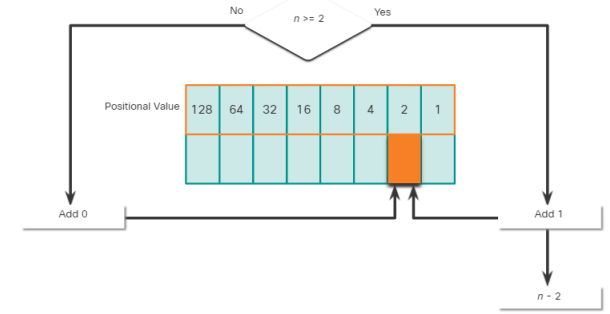 No
n >= 2
Yes
Positional Value
128 64 32 16 8 4 2 1
Add 0
Add 1
n - 2